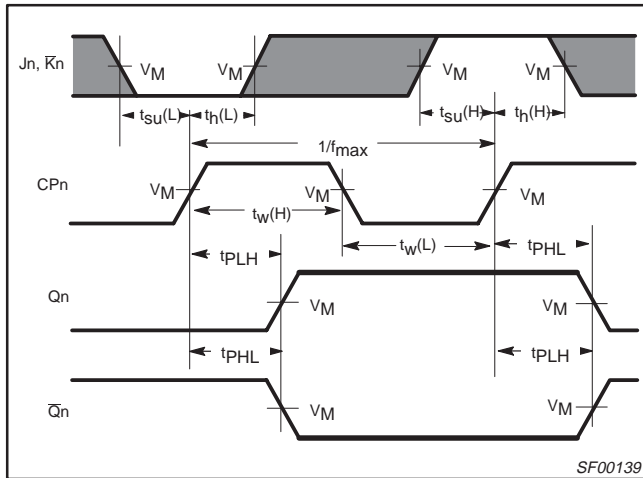 Jn, K̅n VM VM VM VM
tsu(L) th(L) tsu(H) th(H)
1/fmax
CPn VM VM VM
tw(H)
tw(L)
tPLH tPHL
Qn VM VM
tPHL tPLH
Q̅n VM VM
SF00139